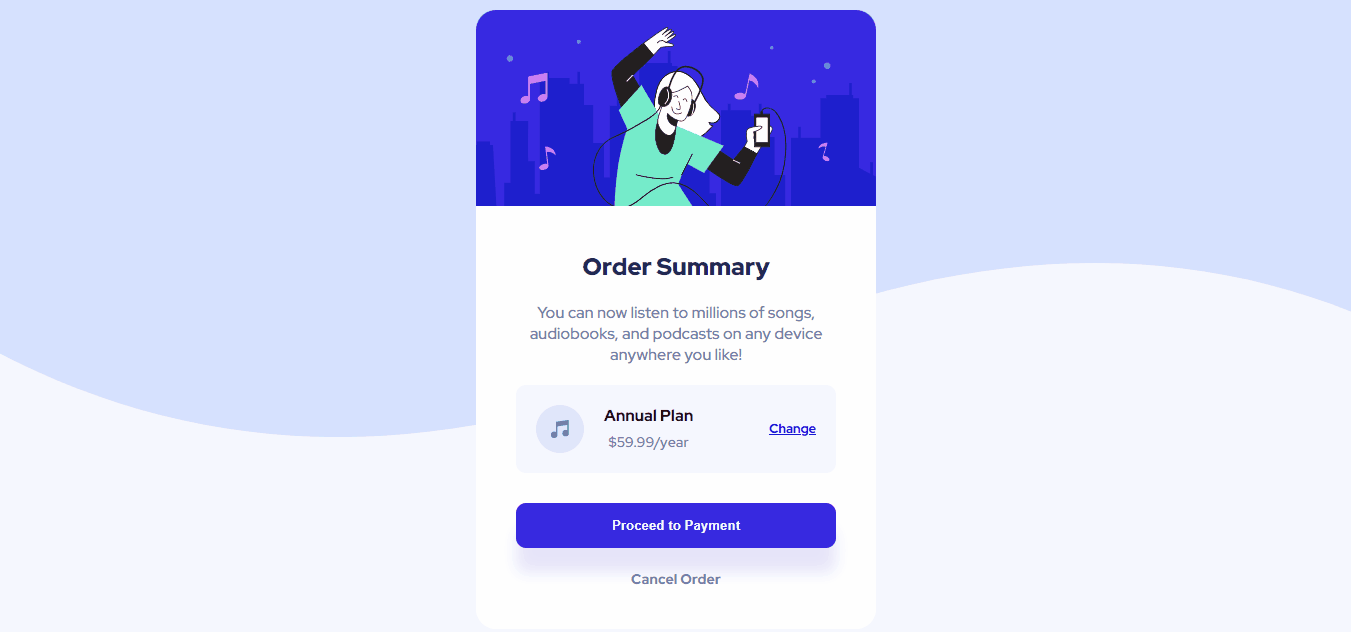 Order Summary
You can now listen to millions of songs,
audiobooks, and podcasts on any device
anywhere you like!
Annual Plan
$59.99/year
Change
Proceed to Payment
Cancel Order